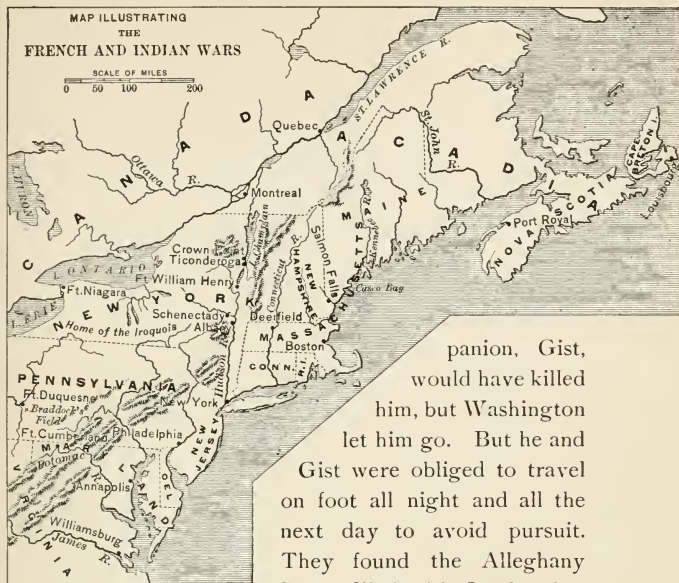 MAP ILLUSTRATING
THE
FRENCH AND INDIAN WARS
SCALE OF MILES
0 50 100 200
CANADA
ST. LAWRENCE R.
Quebec
ACADIA
St. John R.
CAPE BRETON I.
Louisbourg
Ottawa R.
Montreal
L. HURON
MAINE
NOVA SCOTIA
Port Royal
Crown Point
Ticonderoga
Champlain
Kennebec R.
L. ONTARIO
Ft. William Henry
Connecticut R.
NEW HAMPSHIRE
Salmon Falls
Casco Bay
Ft. Niagara
NEW YORK
L. ERIE
Home of the Iroquois
Schenectady
Albany
Deerfield
MASSACHUSETTS
MASS
Boston
CONN.
R.I.
PENNSYLVANIA
Hudson
Ft. Duquesne
Braddock's
Field
New York
Ft. Cumberland
Philadelphia
NEW JERSEY
MARYLAND
Potomac R.
DEL
Annapolis
VIRGINIA
Williamsburg
James R.
panion, Gist,
would have killed
him, but Washington
let him go. But he and
Gist were obliged to travel
on foot all night and all the
next day to avoid pursuit.
They found the Alleghany